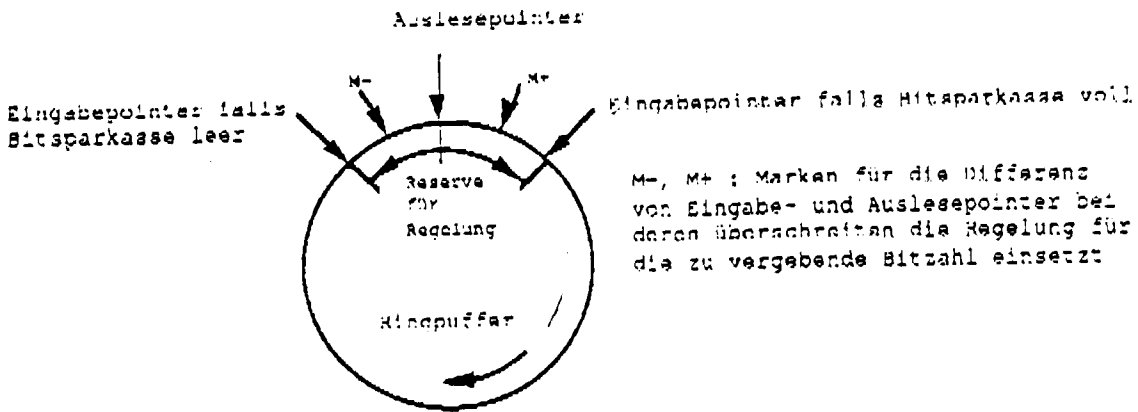 Auslesepointer
M-
M+
Eingabepointer falls
Bitsparkasse leer
Eingabepointer falls Bitsparkasse voll
Reserve
für
Regelung
M-, M+ : Marken für die Differenz
von Eingabe- und Auslesepointer bei
deren überschreiten die Regelung für
die zu vergebende Bitzahl einsetzt
Ringpuffer